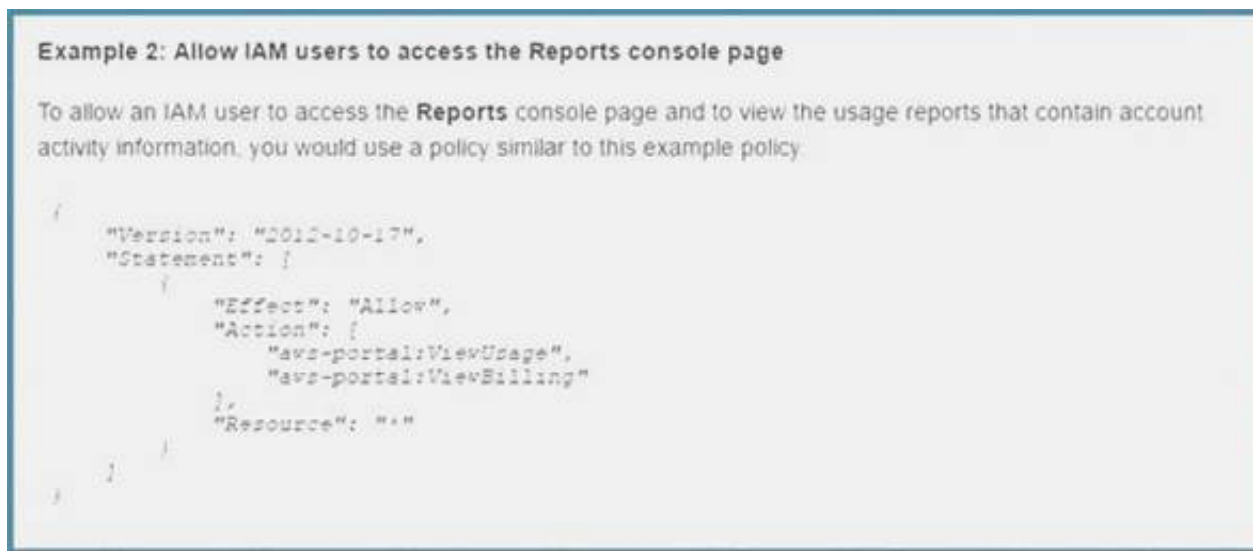 Example 2: Allow IAM users to access the Reports console page
To allow an IAM user to access the Reports console page and to view the usage reports that contain account
activity information, you would use a policy similar to this example policy.
{
"Version": "2012-10-17",
"Statement": [
{
"Effect": "Allow",
"Action": [
"aws-portal:ViewUsage",
"aws-portal:ViewBilling"
],
"Resource": "*"
}
]
}